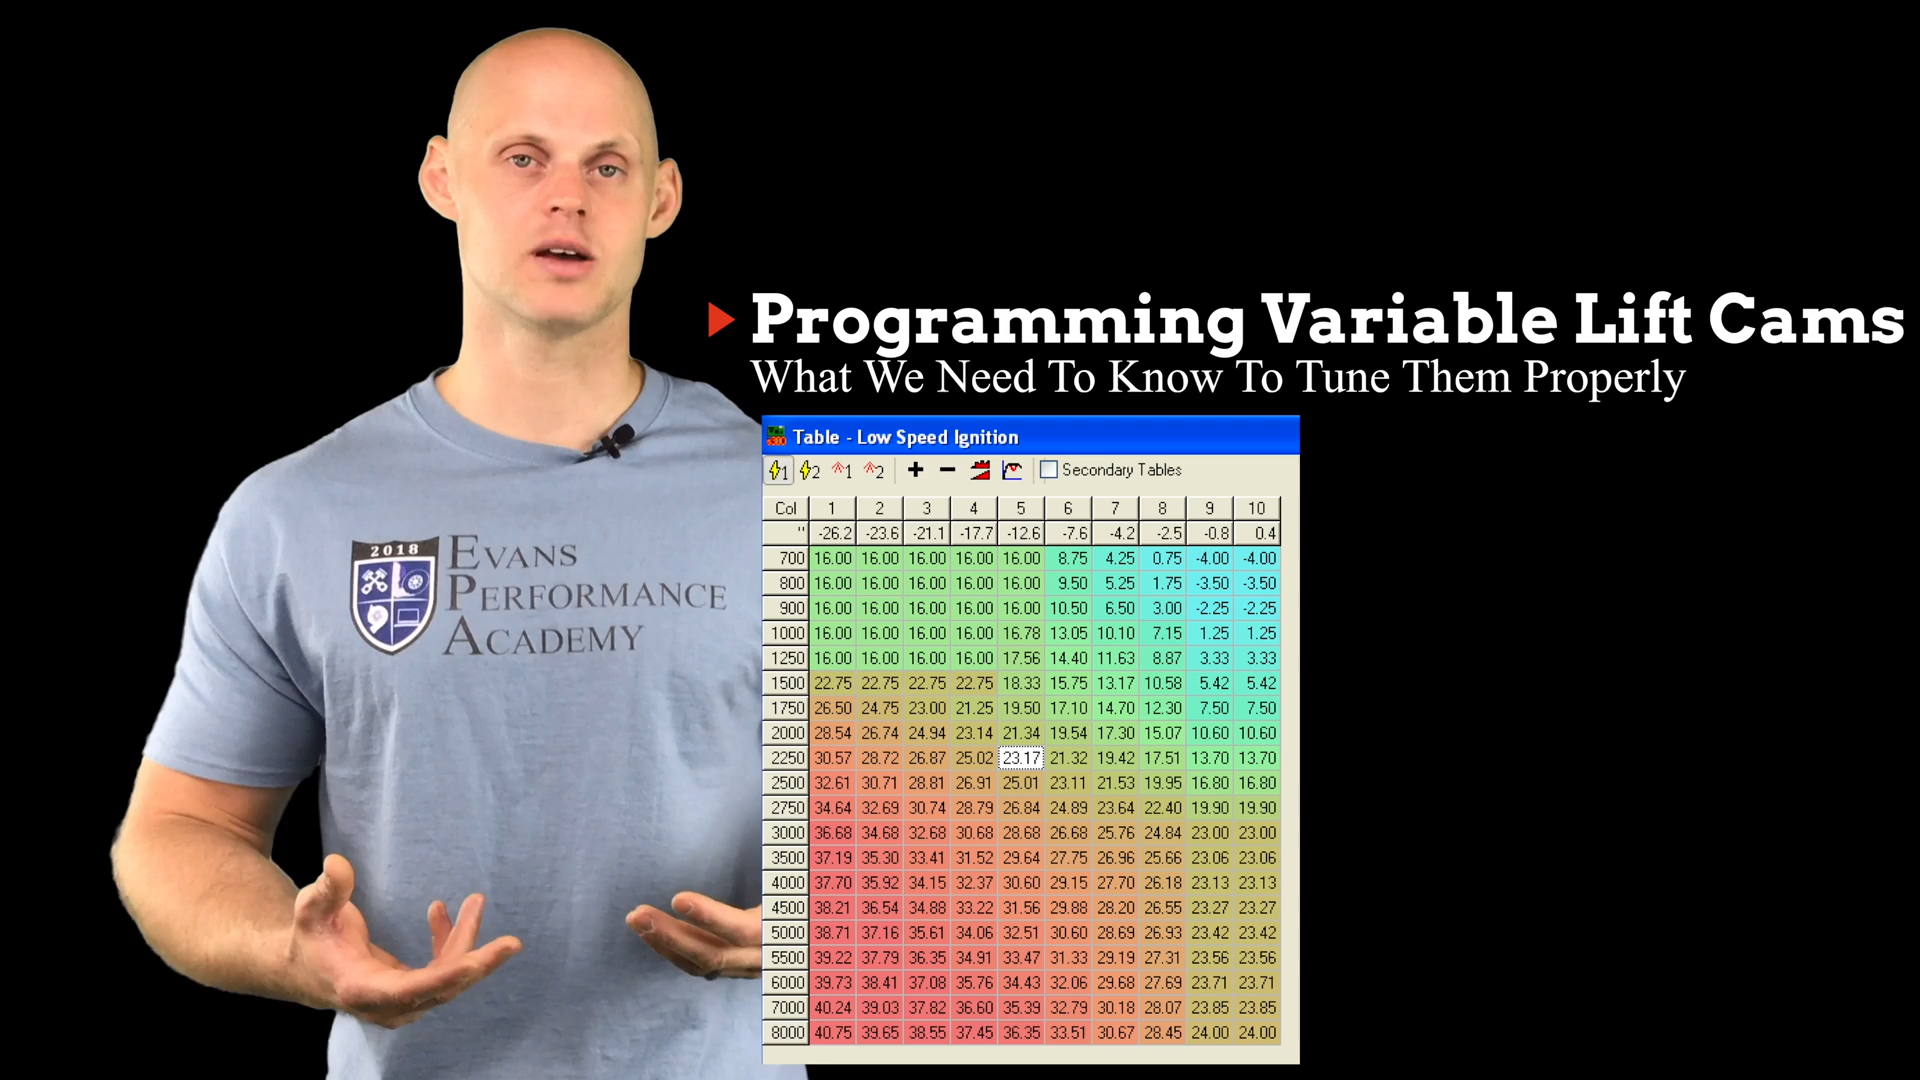 Programming Variable Lift Cams
What We Need To Know To Tune Them Properly
2018
EVANS
PERFORMANCE
ACADEMY
s300 Table - Low Speed Ignition
1 2 1 2 + - Secondary Tables
Col 1 2 3 4 5 6 7 8 9 10
" -26.2 -23.6 -21.1 -17.7 -12.6 -7.6 -4.2 -2.5 -0.8 0.4
700 16.00 16.00 16.00 16.00 16.00 8.75 4.25 0.75 -4.00 -4.00
800 16.00 16.00 16.00 16.00 16.00 9.50 5.25 1.75 -3.50 -3.50
900 16.00 16.00 16.00 16.00 16.00 10.50 6.50 3.00 -2.25 -2.25
1000 16.00 16.00 16.00 16.00 16.78 13.05 10.10 7.15 1.25 1.25
1250 16.00 16.00 16.00 16.00 17.56 14.40 11.63 8.87 3.33 3.33
1500 22.75 22.75 22.75 22.75 18.33 15.75 13.17 10.58 5.42 5.42
1750 26.50 24.75 23.00 21.25 19.50 17.10 14.70 12.30 7.50 7.50
2000 28.54 26.74 24.94 23.14 21.34 19.54 17.30 15.07 10.60 10.60
2250 30.57 28.72 26.87 25.02 23.17 21.32 19.42 17.51 13.70 13.70
2500 32.61 30.71 28.81 26.91 25.01 23.11 21.53 19.95 16.80 16.80
2750 34.64 32.69 30.74 28.79 26.84 24.89 23.64 22.40 19.90 19.90
3000 36.68 34.68 32.68 30.68 28.68 26.68 25.76 24.84 23.00 23.00
3500 37.19 35.30 33.41 31.52 29.64 27.75 26.96 25.66 23.06 23.06
4000 37.70 35.92 34.15 32.37 30.60 29.15 27.70 26.18 23.13 23.13
4500 38.21 36.54 34.88 33.22 31.56 29.88 28.20 26.55 23.27 23.27
5000 38.71 37.16 35.61 34.06 32.51 30.60 28.69 26.93 23.42 23.42
5500 39.22 37.79 36.35 34.91 33.47 31.33 29.19 27.31 23.56 23.56
6000 39.73 38.41 37.08 35.76 34.43 32.06 29.68 27.69 23.71 23.71
7000 40.24 39.03 37.82 36.60 35.39 32.79 30.18 28.07 23.85 23.85
8000 40.75 39.65 38.55 37.45 36.35 33.51 30.67 28.45 24.00 24.00